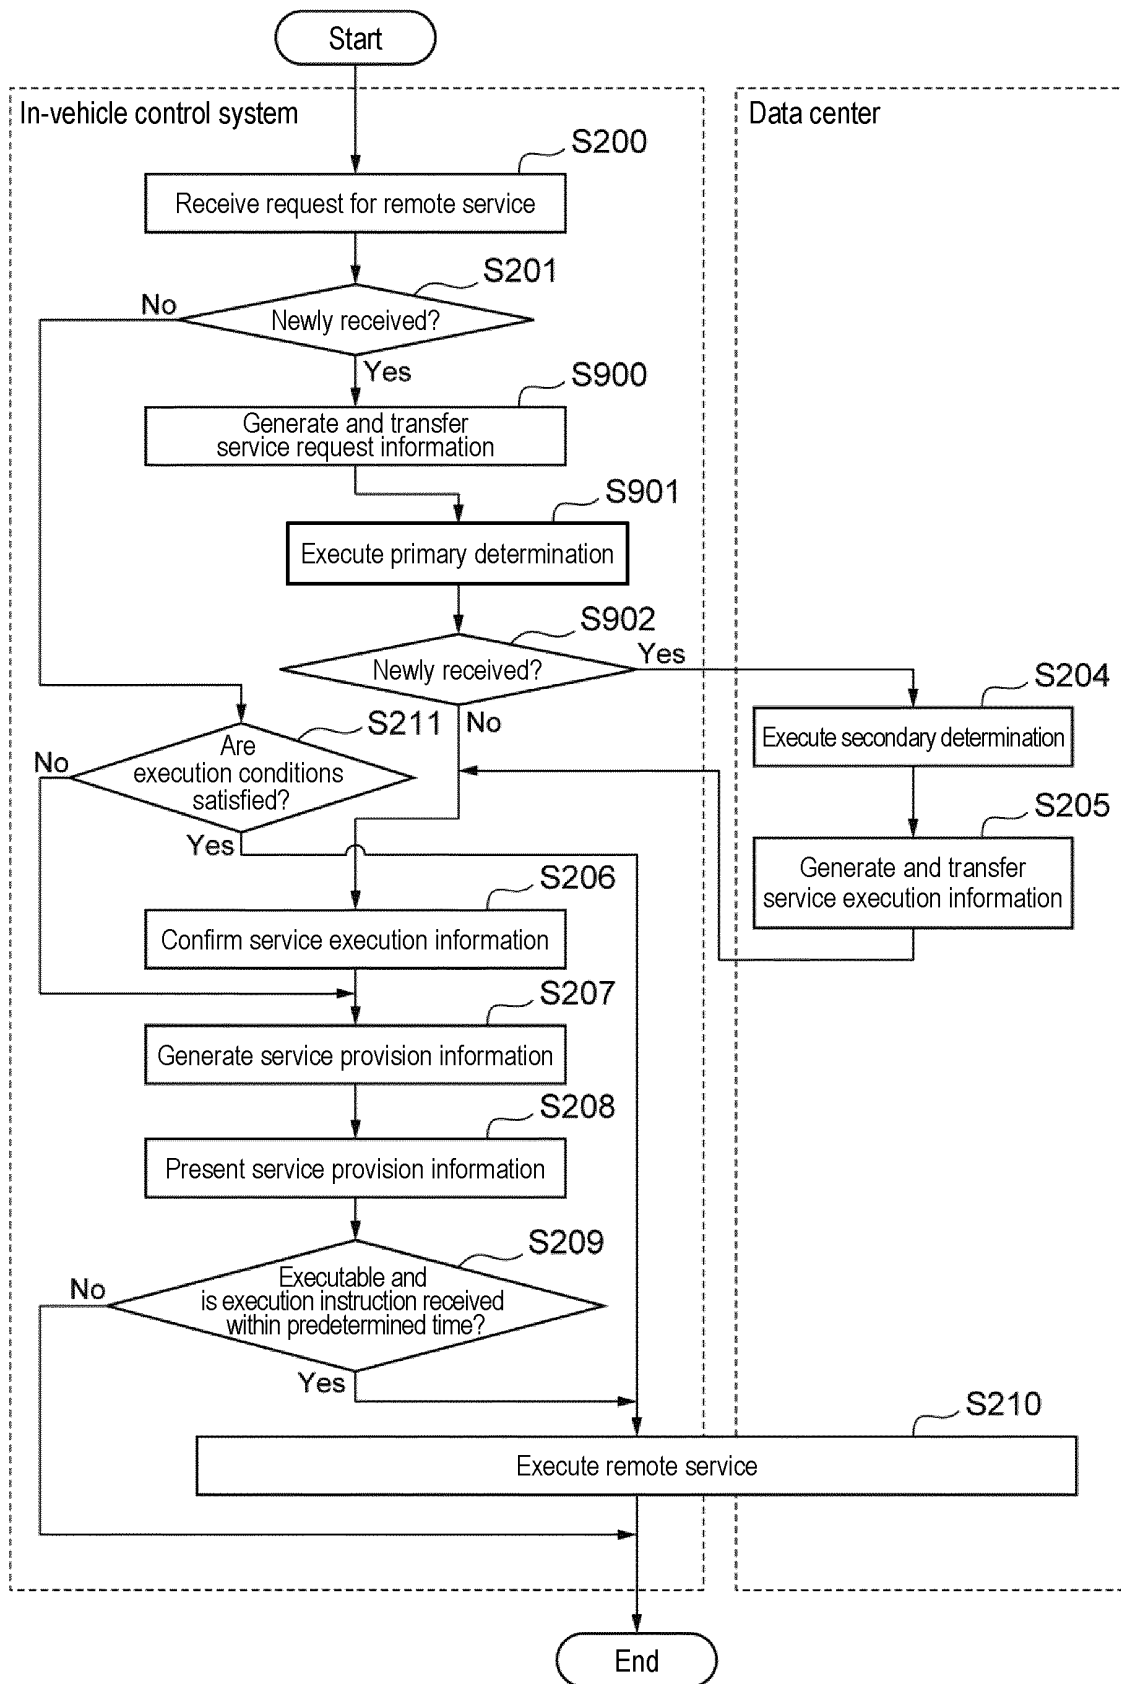 Start
In-vehicle control system
Data center
S200
Receive request for remote service
S201
No
Newly received?
Yes
S900
Generate and transfer
service request information
S901
Execute primary determination
S902
Newly received?
Yes
No
S204
Execute secondary determination
S211
No
Are
execution conditions
satisfied?
Yes
S205
Generate and transfer
service execution information
S206
Confirm service execution information
S207
Generate service provision information
S208
Present service provision information
S209
No
Executable and
is execution instruction received
within predetermined time?
Yes
S210
Execute remote service
End